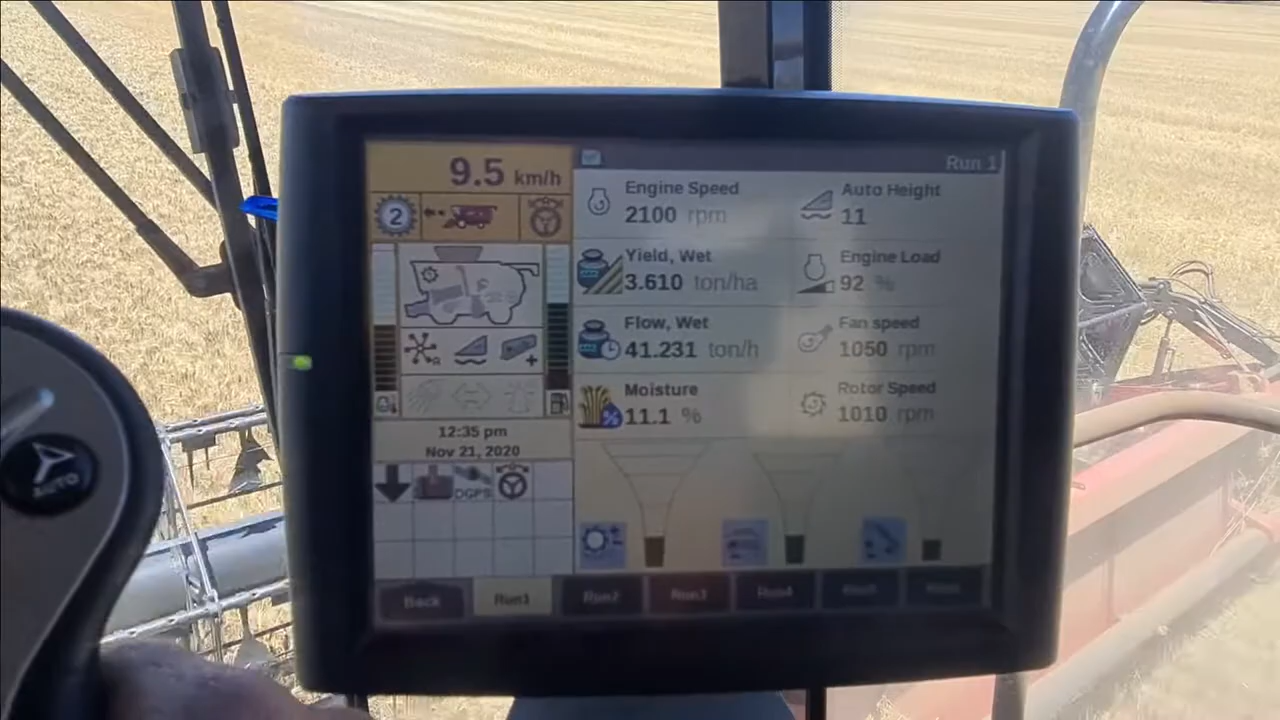 9.5 km/h
Run 1
2
Engine Speed
2100 rpm
Auto Height
11
Yield, Wet
3.610 ton/ha
Engine Load
92 %
Flow, Wet
41.231 ton/h
Fan speed
1050 rpm
Moisture
11.1 %
Rotor Speed
1010 rpm
R
12:35 pm
Nov 21, 2020
DGPS
Back
Run1
Run2
Run3
Run4
AUTO